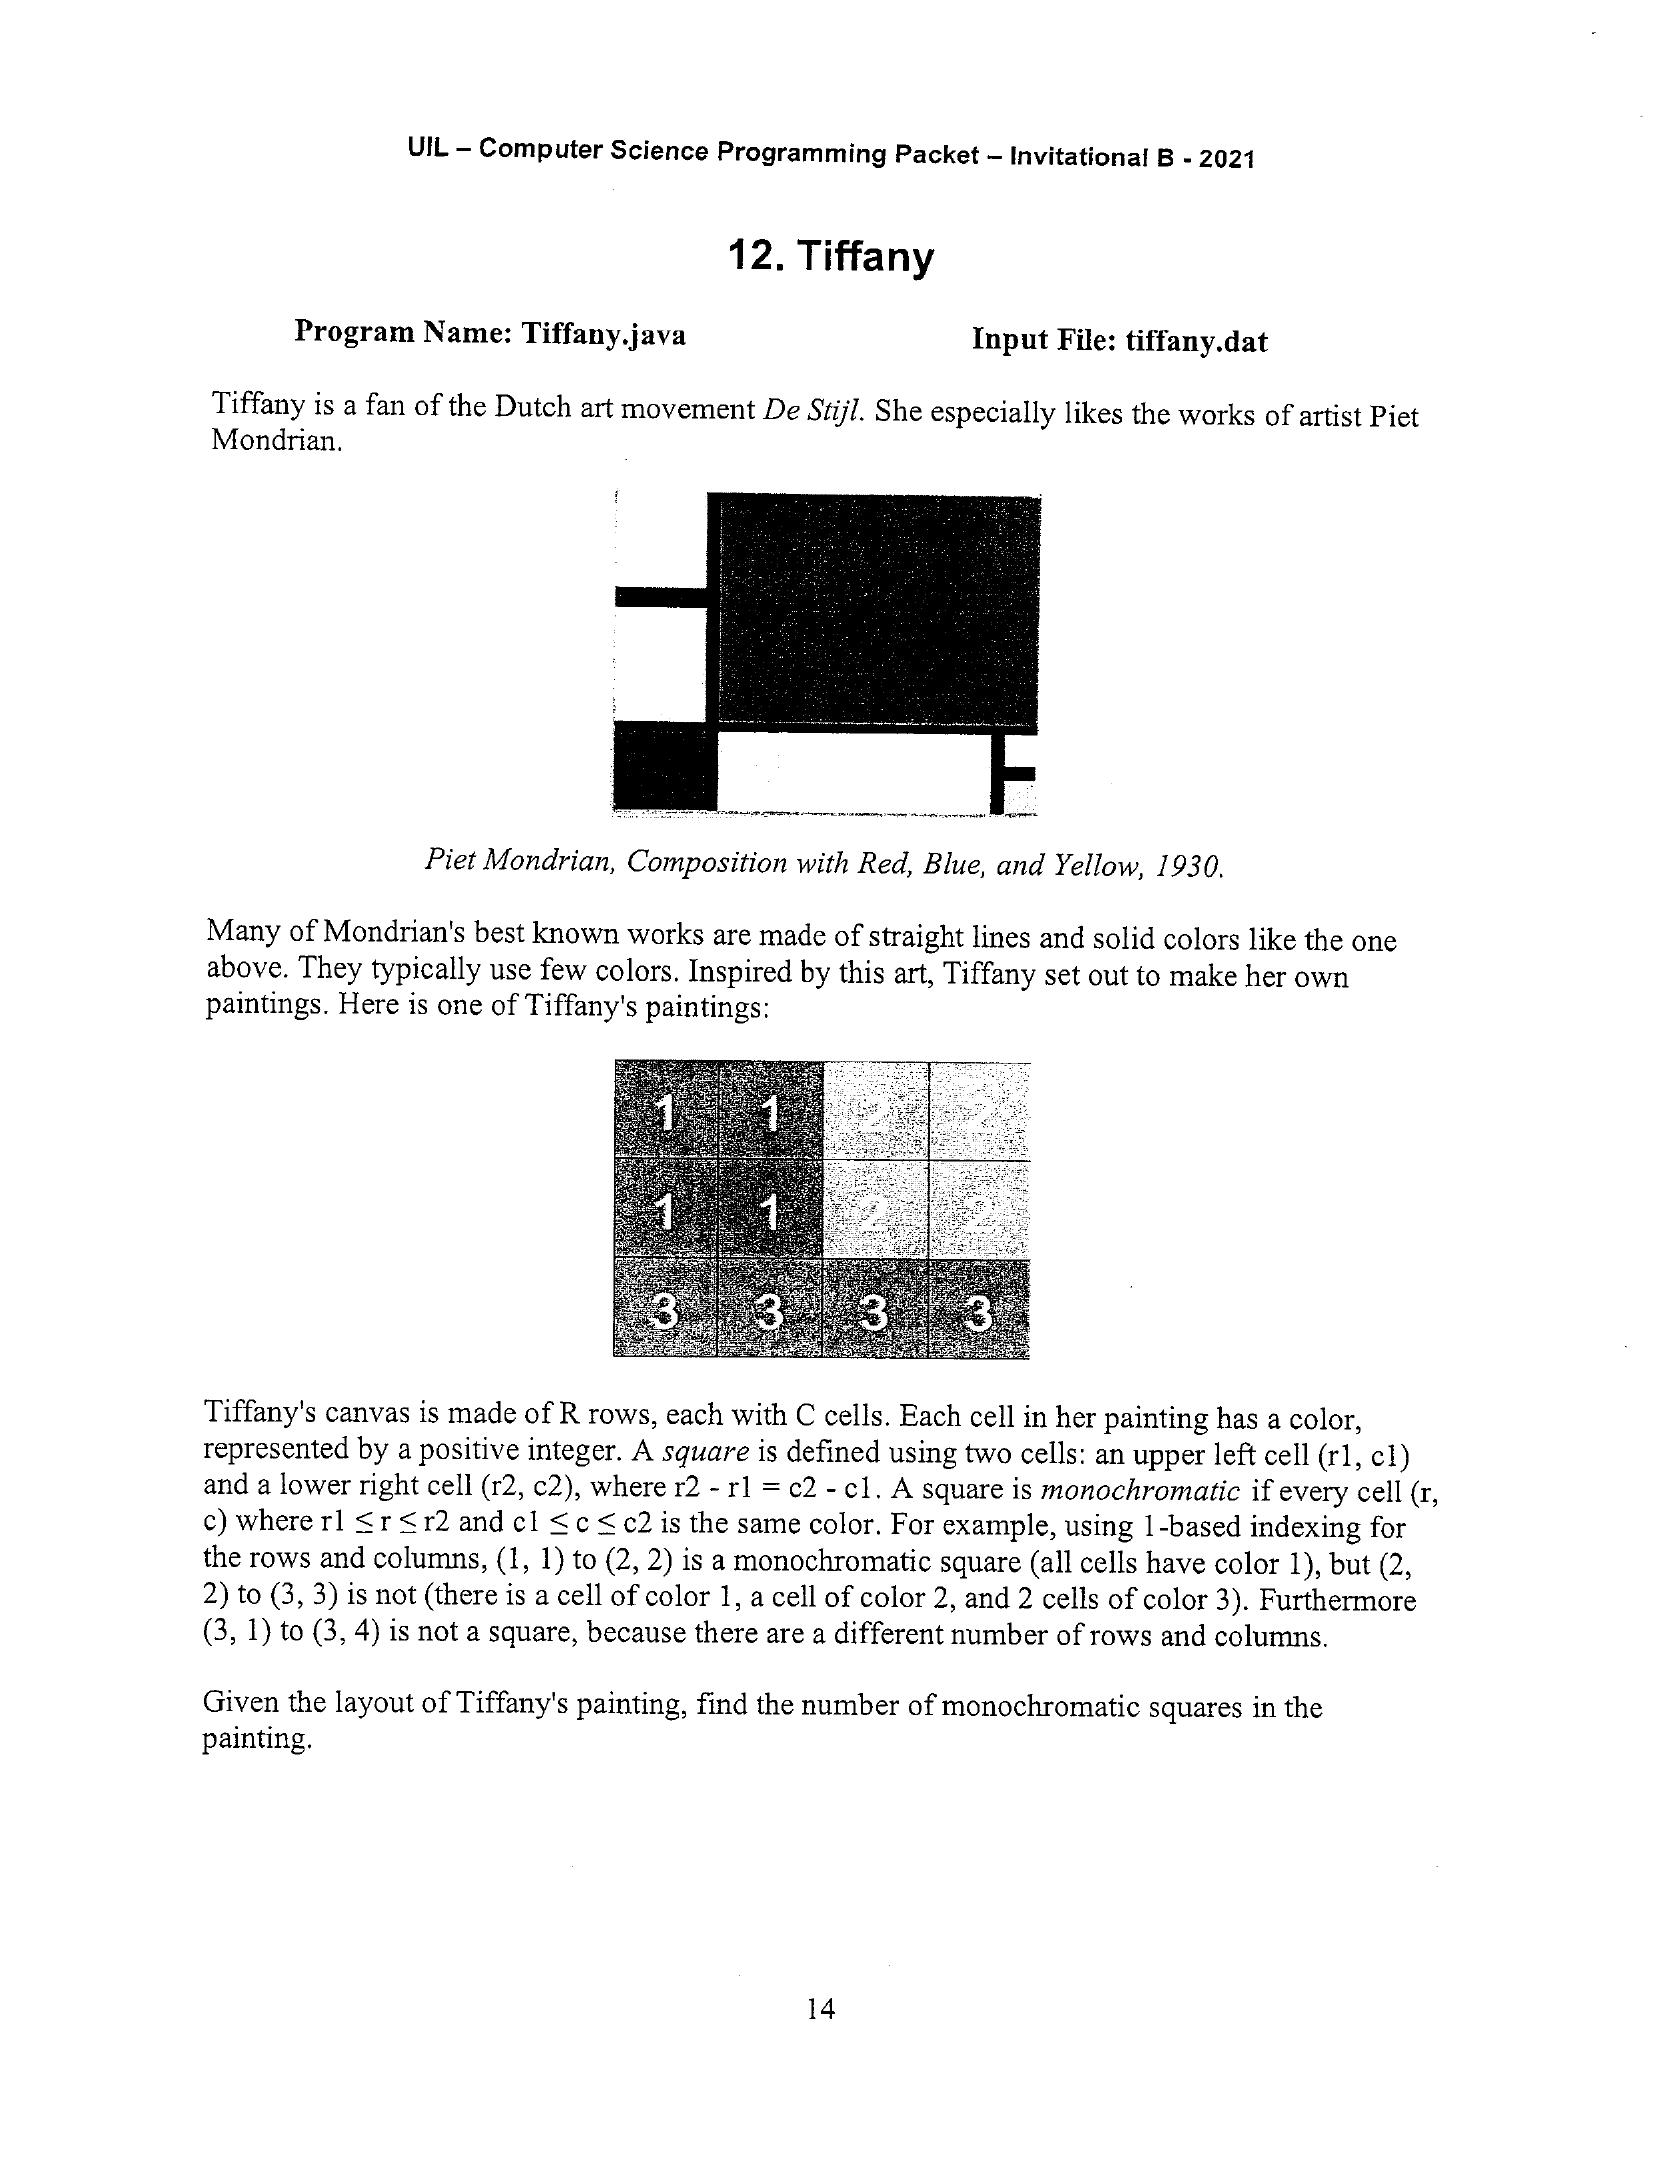 UIL – Computer Science Programming Packet – Invitational B - 2021
12. Tiffany
Program Name: Tiffany.java Input File: tiffany.dat
Tiffany is a fan of the Dutch art movement De Stijl. She especially likes the works of artist Piet
Mondrian.
Piet Mondrian, Composition with Red, Blue, and Yellow, 1930.
Many of Mondrian's best known works are made of straight lines and solid colors like the one
above. They typically use few colors. Inspired by this art, Tiffany set out to make her own
paintings. Here is one of Tiffany's paintings:
1 1 2 2
1 1 2 2
3 3 3 3
Tiffany's canvas is made of R rows, each with C cells. Each cell in her painting has a color,
represented by a positive integer. A square is defined using two cells: an upper left cell (r1, c1)
and a lower right cell (r2, c2), where r2 - r1 = c2 - c1. A square is monochromatic if every cell (r,
c) where r1 ≤ r ≤ r2 and c1 ≤ c ≤ c2 is the same color. For example, using 1-based indexing for
the rows and columns, (1, 1) to (2, 2) is a monochromatic square (all cells have color 1), but (2,
2) to (3, 3) is not (there is a cell of color 1, a cell of color 2, and 2 cells of color 3). Furthermore
(3, 1) to (3, 4) is not a square, because there are a different number of rows and columns.
Given the layout of Tiffany's painting, find the number of monochromatic squares in the
painting.
14